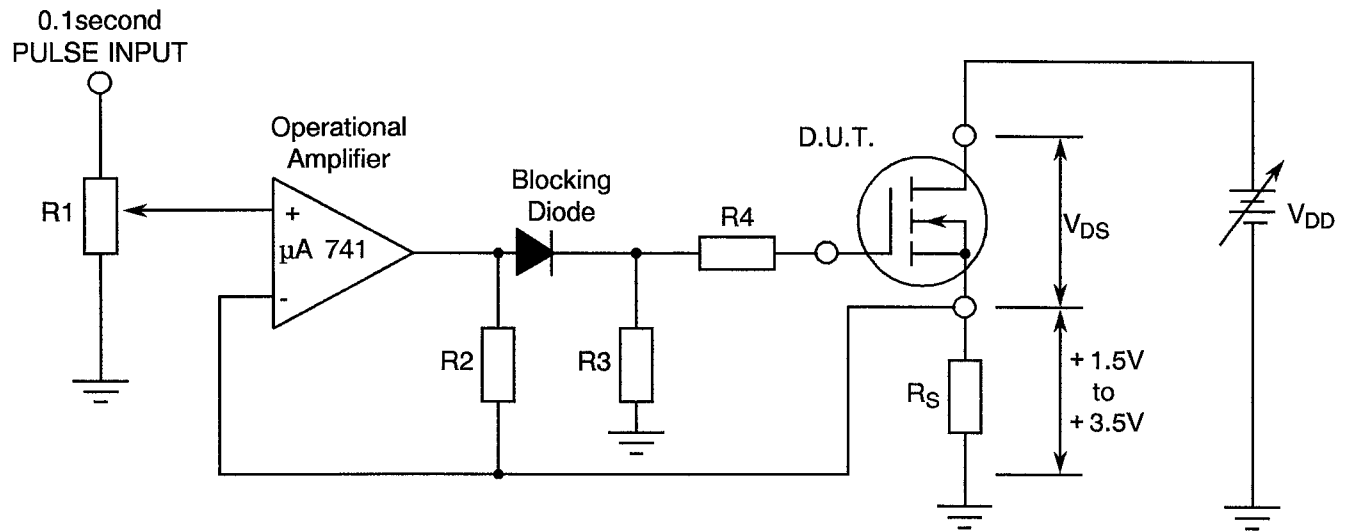 0.1second
PULSE INPUT
R1
Operational
Amplifier
+
µA 741
-
Blocking
Diode
R2
R3
R4
D.U.T.
VDS
VDD
RS
+1.5V
to
+3.5V